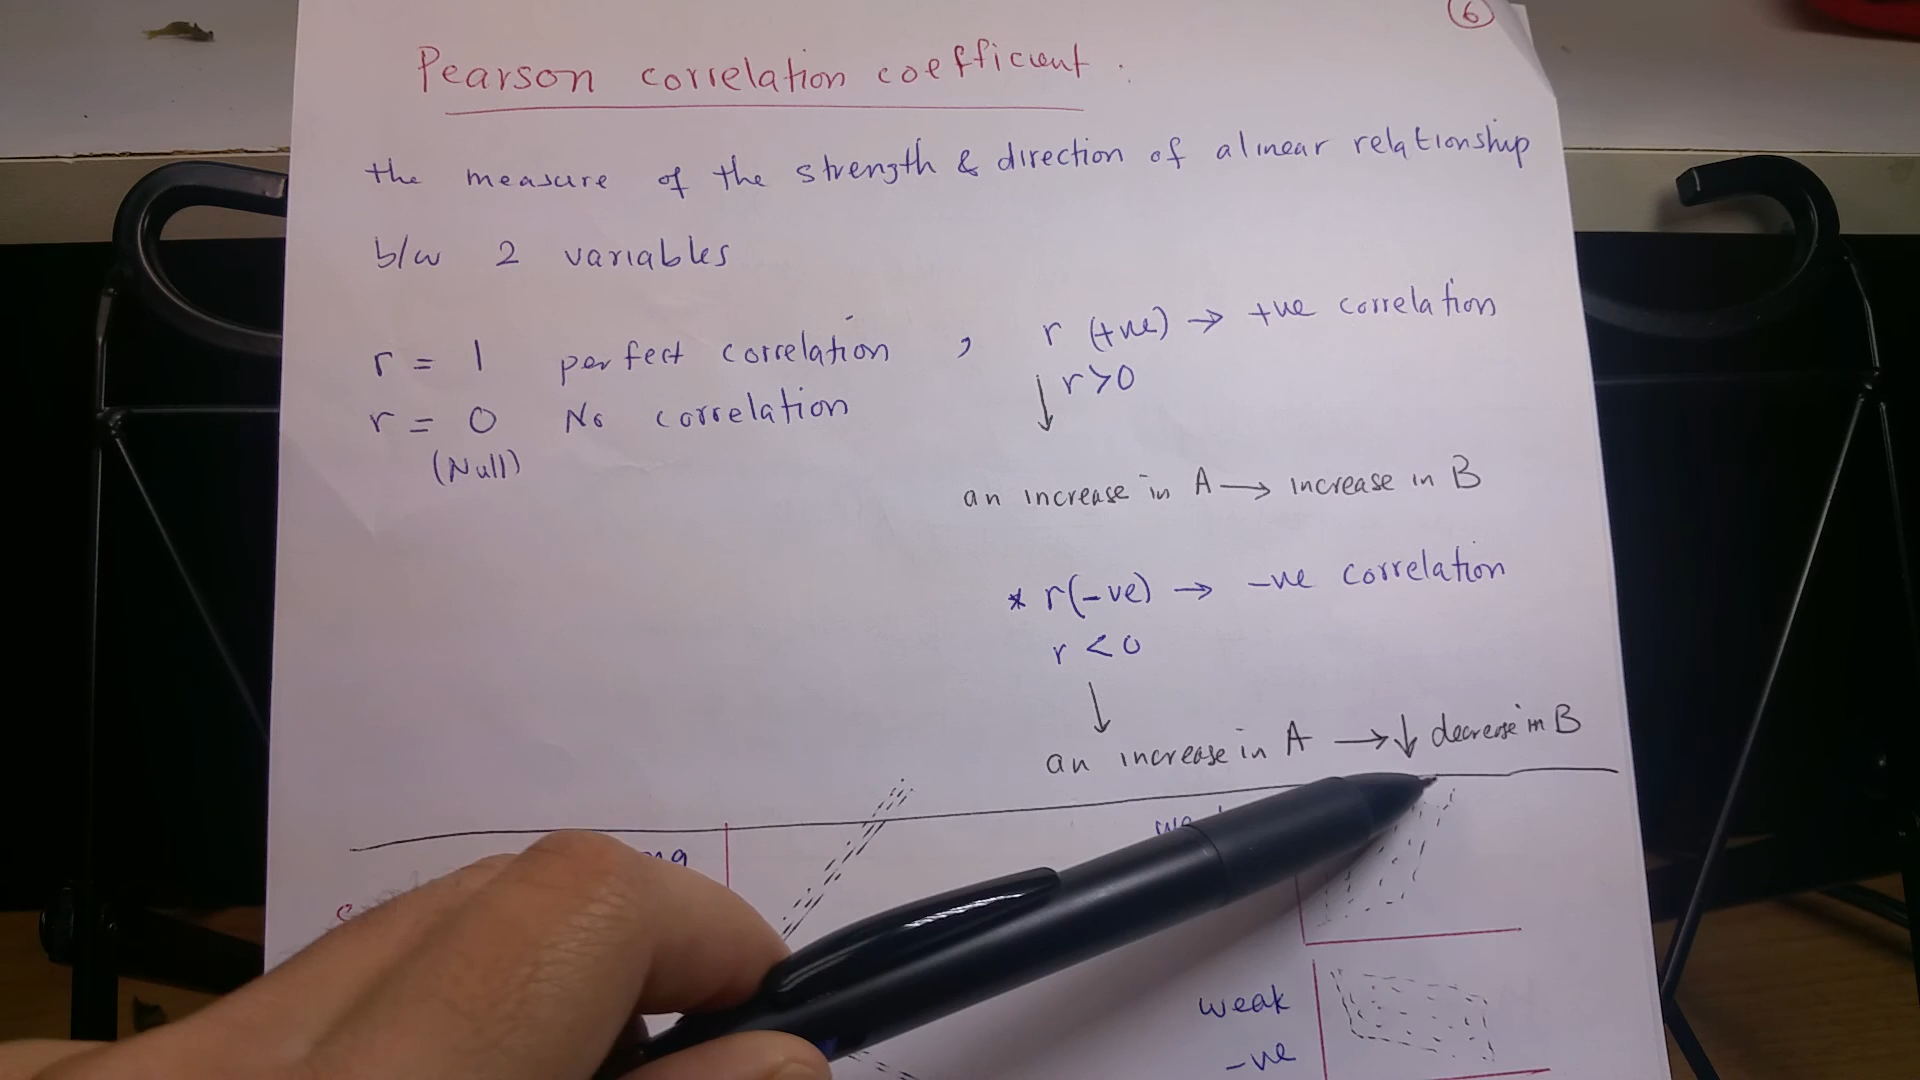 6
Pearson correlation coefficient.
the measure of the strength & direction of a linear relationship
b/w 2 variables
r = 1 perfect correlation , r (+ve) → +ve correlation
r = 0 No correlation ↓ r>0
(Null)
an increase in A → increase in B
* r(-ve) → -ve correlation
r < 0
↓
an increase in A → ↓ decrease in B
weak
-ve